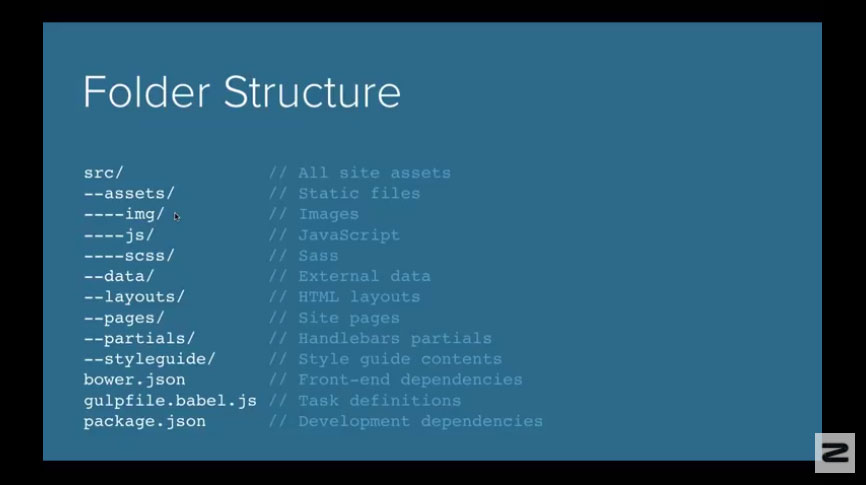 Folder Structure
src/ // All site assets
--assets/ // Static files
----img/ // Images
----js/ // JavaScript
----scss/ // Sass
--data/ // External data
--layouts/ // HTML layouts
--pages/ // Site pages
--partials/ // Handlebars partials
--styleguide/ // Style guide contents
bower.json // Front-end dependencies
gulpfile.babel.js // Task definitions
package.json // Development dependencies